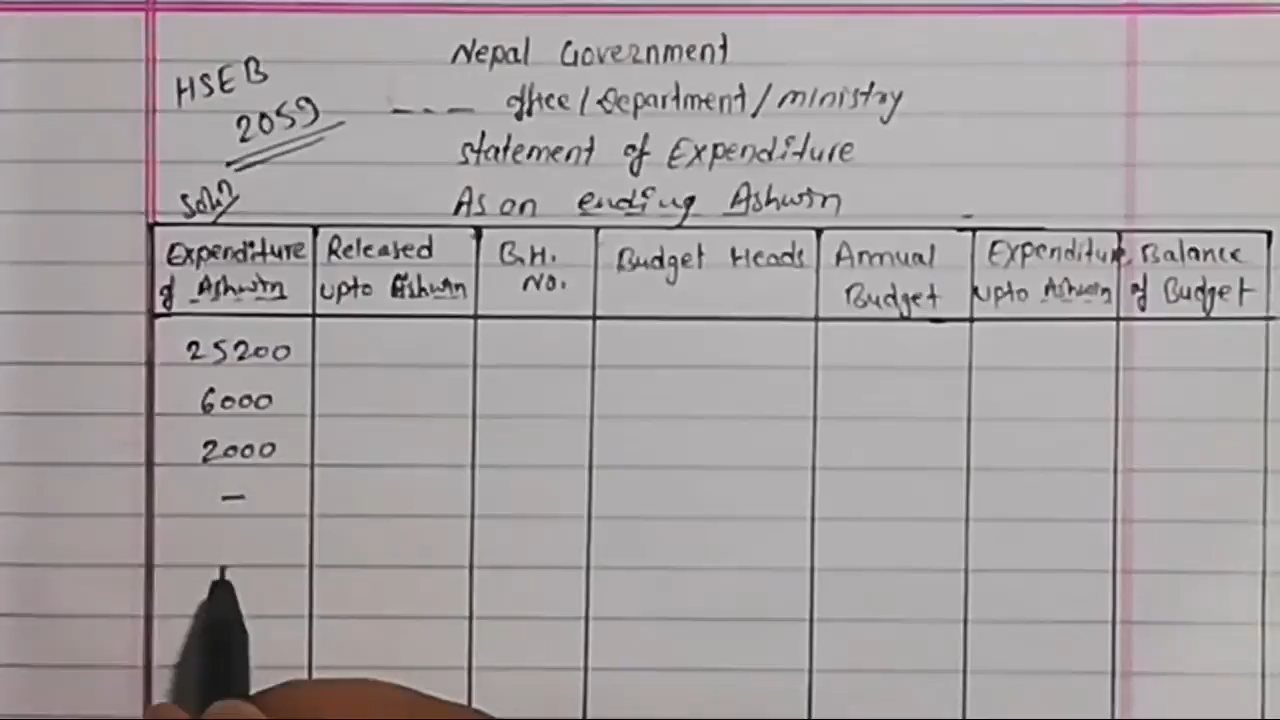 Nepal Government
HSEB
--- Office/Department/ministry
2059
Statement of Expenditure
Soln
As on ending Ashwin
Expenditure of Ashwin
Released upto Ashwin
B.H. No.
Budget Heads
Annual Budget
Expenditure upto Ashwin
Balance of Budget
25200
6000
2000
-